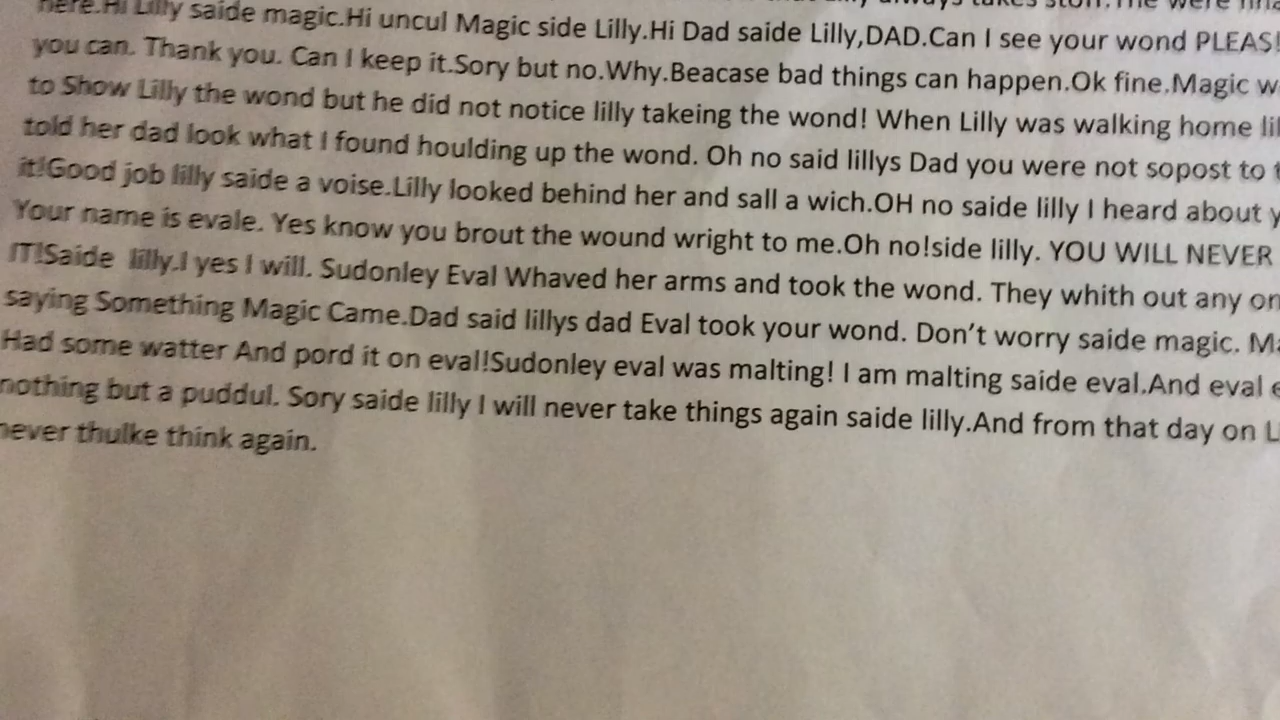 here.Hi Lilly saide magic.Hi uncul Magic side Lilly.Hi Dad saide Lilly,DAD.Can I see your wond PLEAS!
you can. Thank you. Can I keep it.Sory but no.Why.Beacase bad things can happen.Ok fine.Magic
to Show Lilly the wond but he did not notice lilly takeing the wond! When Lilly was walking home
told her dad look what I found houlding up the wond. Oh no said lillys Dad you were not sopost to
it!Good job lilly saide a voise.Lilly looked behind her and sall a wich.OH no saide lilly I heard about
Your name is evale. Yes know you brout the wound wright to me.Oh no!side lilly. YOU WILL NEVER
IT!Saide lilly.I yes I will. Sudonley Eval Whaved her arms and took the wond. They whith out any
saying Something Magic Came.Dad said lillys dad Eval took your wond. Don't worry saide magic.
Had some watter And pord it on eval!Sudonley eval was malting! I am malting saide eval.And eval
nothing but a puddul. Sory saide lilly I will never take things again saide lilly.And from that day on
never thulke think again.